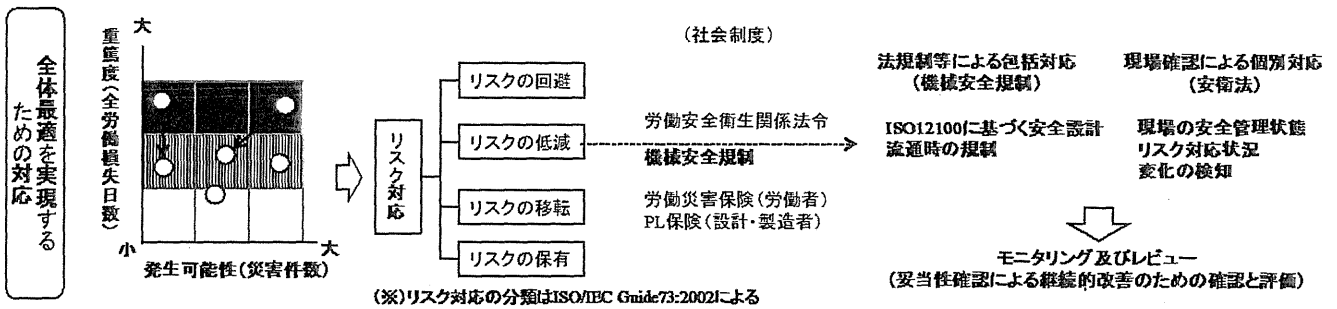 全体最適を実現する
ための対応
大
重篤度(全労働損失日数)
小
大
発生可能性(災害件数)
リスク対応
リスクの回避
リスクの低減
リスクの移転
リスクの保有
(※)リスク対応の分類はISO/IEC Guide73:2002による
(社会制度)
労働安全衛生関係法令
機械安全規制
労働災害保険(労働者)
PL保険(設計・製造者)
法規制等による包括対応
(機械安全規制)
ISO12100に基づく安全設計
流通時の規制
現場確認による個別対応
(安衛法)
現場の安全管理状態
リスク対応状況
変化の検知
モニタリング及びレビュー
(妥当性確認による継続的改善のための確認と評価)